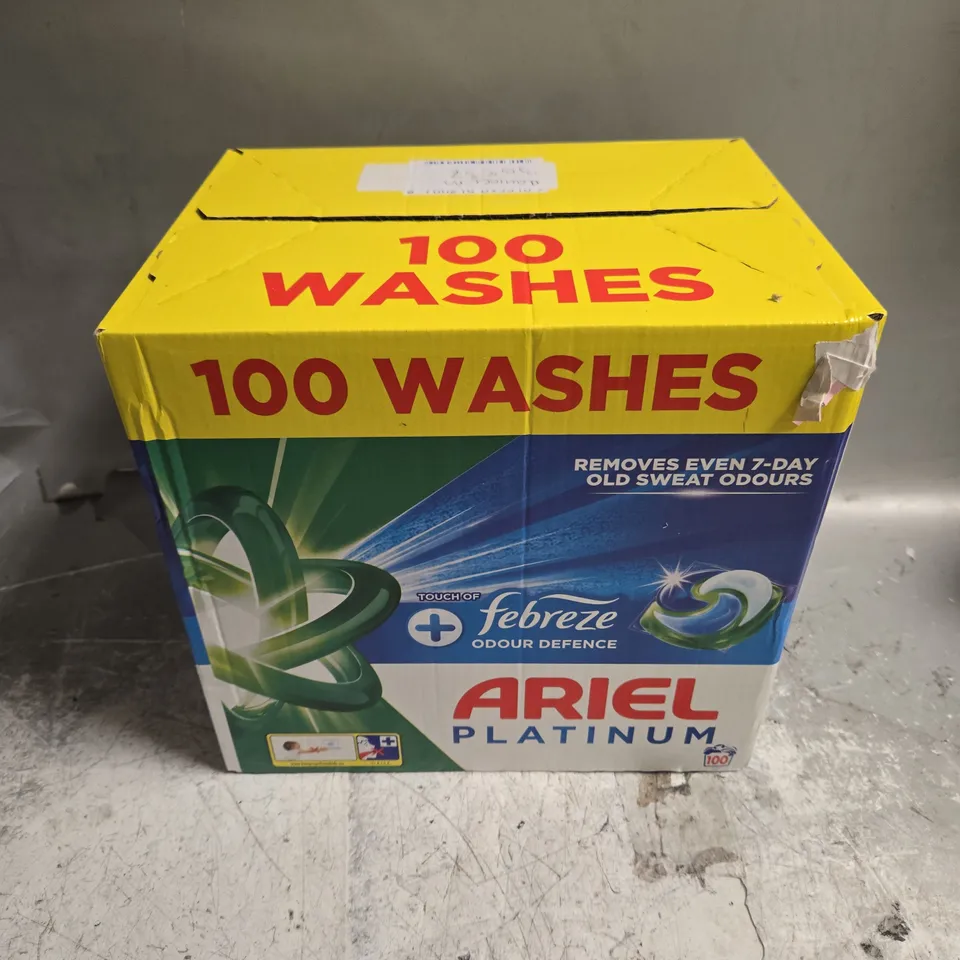 100
WASHES
100 WASHES
REMOVES EVEN 7-DAY
OLD SWEAT ODOURS
TOUCH OF
+ febreze
ODOUR DEFENCE
ARIEL
PLATINUM
100